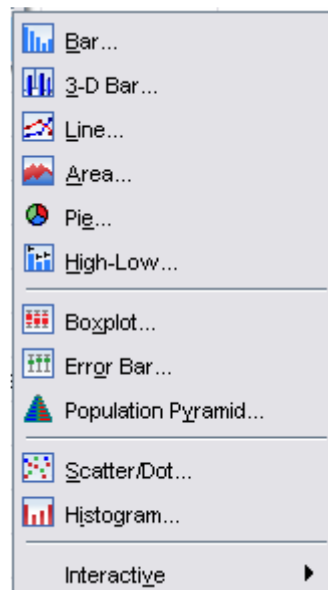 Bar...
3-D Bar...
Line...
Area...
Pie...
High-Low...
Boxplot...
Error Bar...
Population Pyramid...
Scatter/Dot...
Histogram...
Interactive